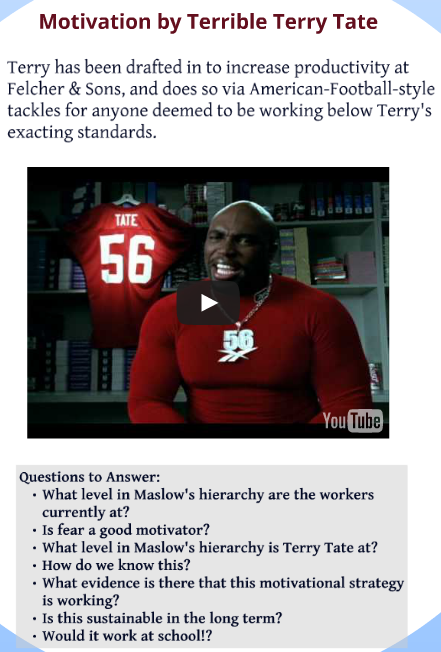 Motivation by Terrible Terry Tate
Terry has been drafted in to increase productivity at
Felcher & Sons, and does so via American-Football-style
tackles for anyone deemed to be working below Terry's
exacting standards.
TATE
56
56
YouTube
Questions to Answer:
• What level in Maslow's hierarchy are the workers
currently at?
• Is fear a good motivator?
• What level in Maslow's hierarchy is Terry Tate at?
• How do we know this?
• What evidence is there that this motivational strategy
is working?
• Is this sustainable in the long term?
• Would it work at school!?